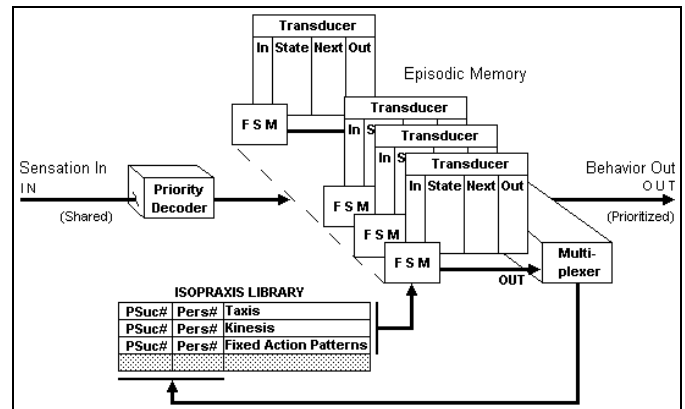 Transducer
In State Next Out
Episodic Memory
F S M
Transducer
In S
Transducer
In S
Transducer
In State Next Out
Sensation In
I N
(Shared)
Priority
Decoder
Behavior Out
O U T
(Prioritized)
F S M
F S M
F S M
OUT
Multi-
plexer
ISOPRAXIS LIBRARY
PSuc# Pers# Taxis
PSuc# Pers# Kinesis
PSuc# Pers# Fixed Action Patterns